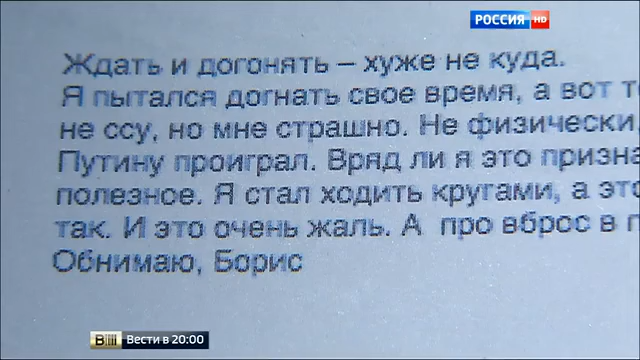 РОССИЯ HD
Ждать и догонять – хуже не куда.
Я пытался догнать свое время, а вот
не ссу, но мне страшно. Не физически.
Путину проиграл. Вряд ли я это
полезное. Я стал ходить кругами, а
так. И это очень жаль. А про вброс в
Обнимаю, Борис
Вести в 20:00